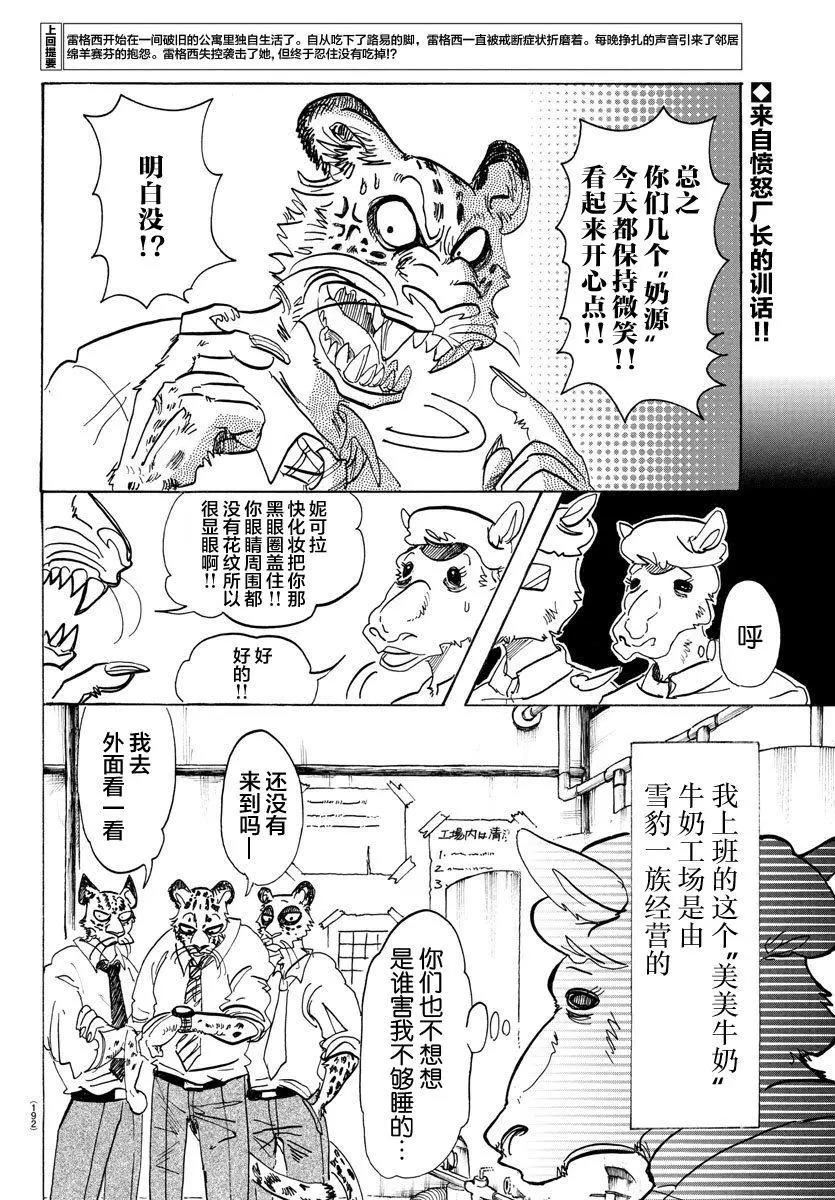 上回提要
雷格西开始在一间破旧的公寓里独自生活了。自从吃下了路易的脚，雷格西一直被戒断症状折磨着。每晚挣扎的声音引来了邻居
绵羊赛芬的抱怨。雷格西失控袭击了她，但终于忍住没有吃掉!?
◆来自愤怒厂长的训话!!
总之
你们几个“奶源”
今天都保持微笑!!
看起来开心点!!
明白没!?
呼
妮可拉
快化妆把你那
黑眼圈盖住!!
你眼睛周围都
没有花纹所以
很显眼啊!!
好
好的!!
我上班的这个“美美牛奶”
牛奶工场是由
雪豹一族经营的
还没有
来到吗—
我去
外面看一看
工場内は清
1.
2.
3
你们也不想想
是谁害我不够睡的…
(192)